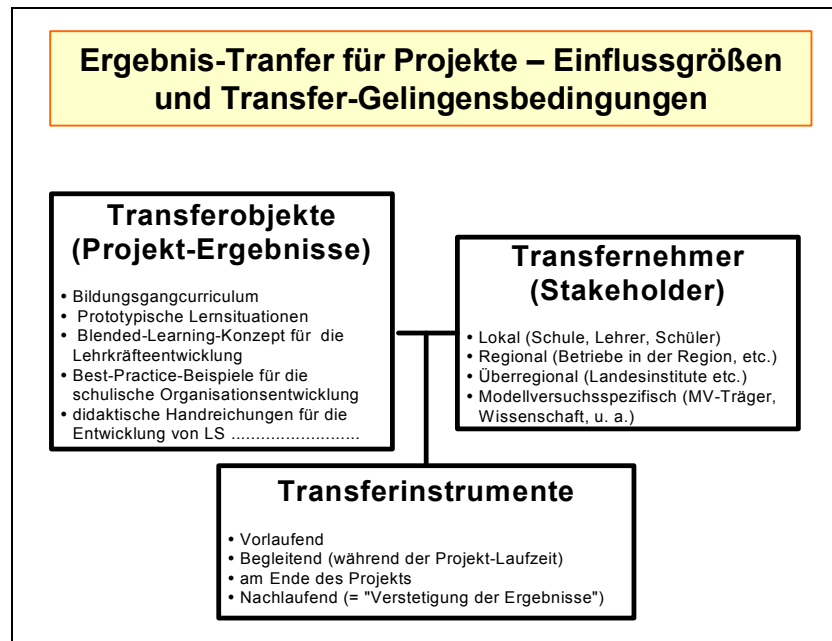 Ergebnis-Tranfer für Projekte – Einflussgrößen
und Transfer-Gelingensbedingungen
Transferobjekte
(Projekt-Ergebnisse)
• Bildungsgangcurriculum
• Prototypische Lernsituationen
• Blended-Learning-Konzept für die
Lehrkräfteentwicklung
• Best-Practice-Beispiele für die
schulische Organisationsentwicklung
• didaktische Handreichungen für die
Entwicklung von LS ..........................
Transfernehmer
(Stakeholder)
• Lokal (Schule, Lehrer, Schüler)
• Regional (Betriebe in der Region, etc.)
• Überregional (Landesinstitute etc.)
• Modellversuchsspezifisch (MV-Träger,
Wissenschaft, u. a.)
Transferinstrumente
• Vorlaufend
• Begleitend (während der Projekt-Laufzeit)
• am Ende des Projekts
• Nachlaufend (= "Verstetigung der Ergebnisse")